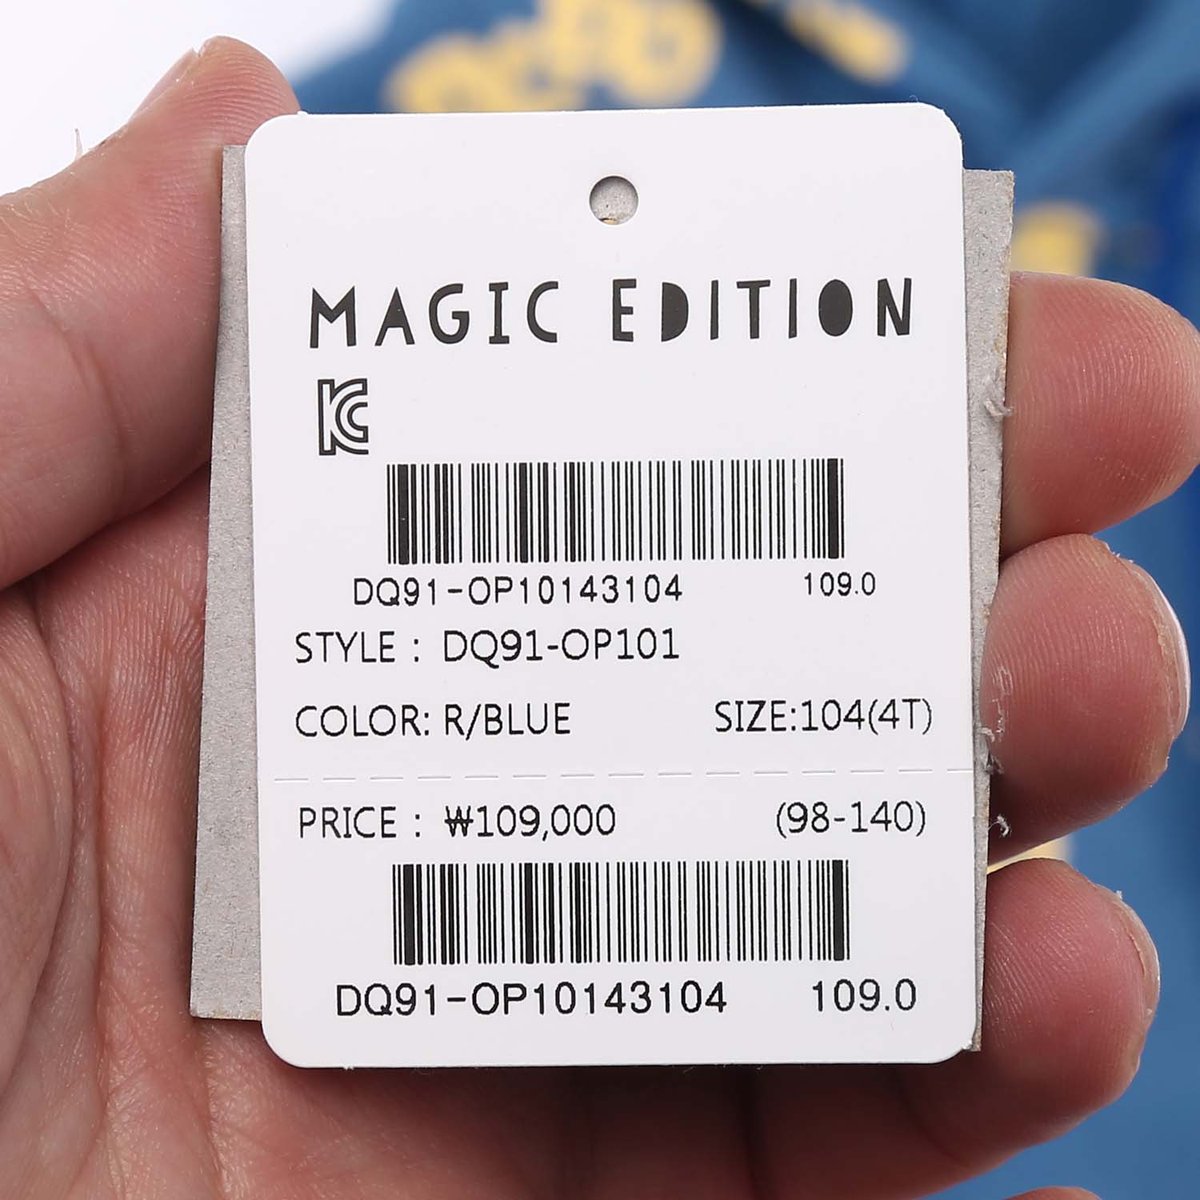 MAGIC EDITION
KC
DQ91-OP10143104 109.0
STYLE : DQ91-OP101
COLOR: R/BLUE SIZE:104(4T)
PRICE : ₩109,000 (98-140)
DQ91-OP10143104 109.0